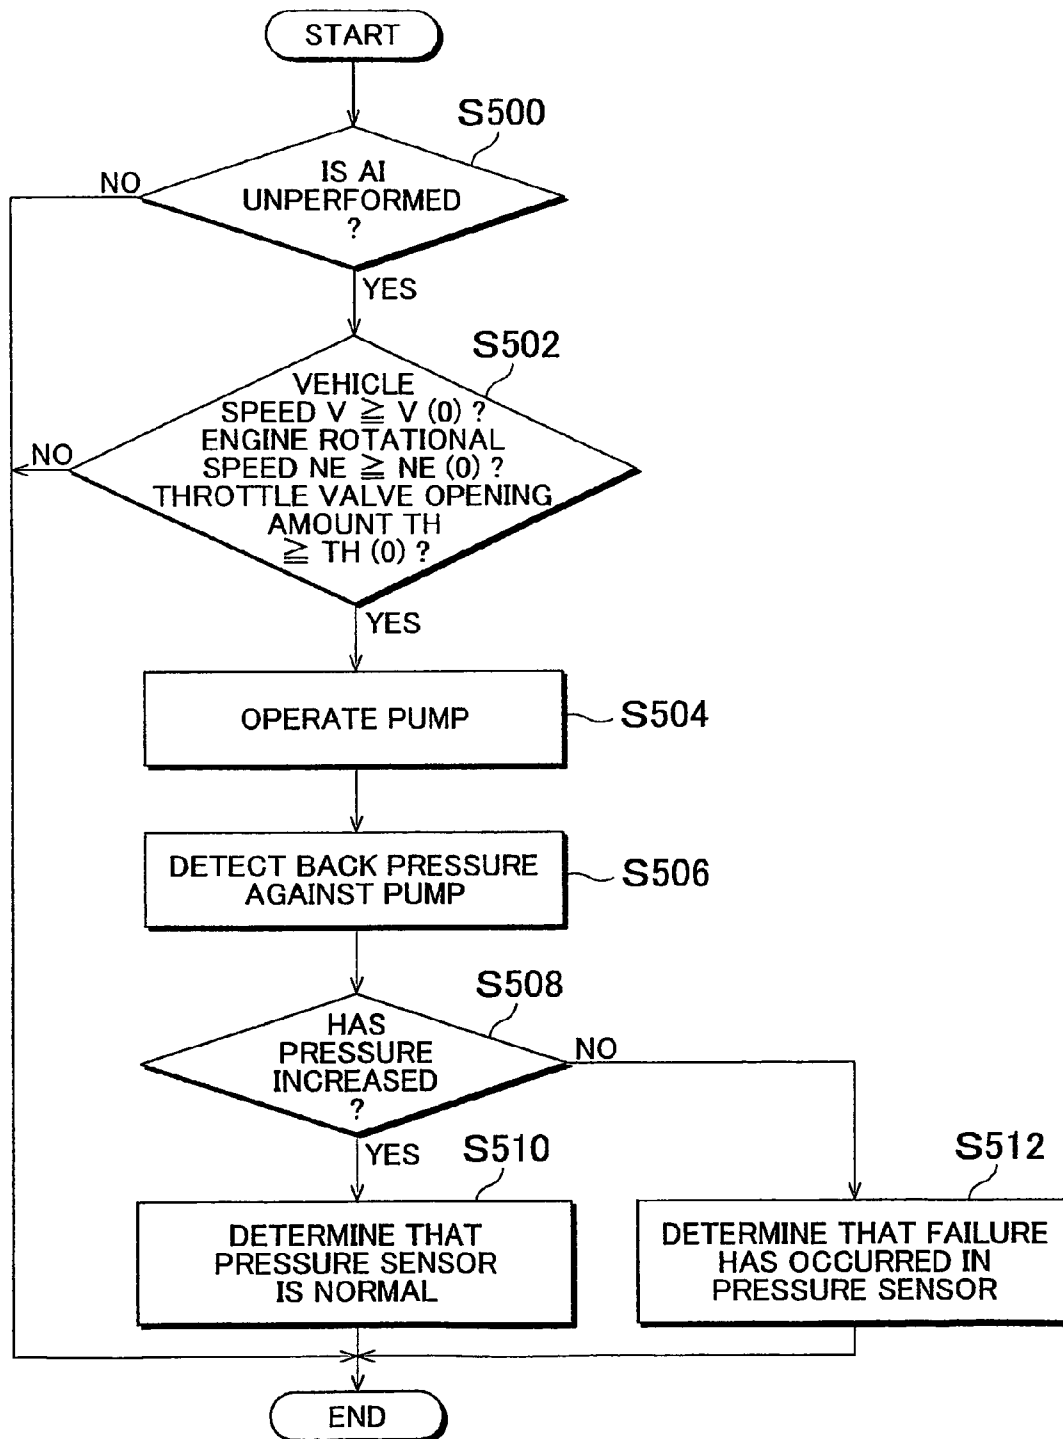 START
S500
IS AI
UNPERFORMED
?
NO
YES
S502
VEHICLE
SPEED V ≧ V (0) ?
ENGINE ROTATIONAL
SPEED NE ≧ NE (0) ?
THROTTLE VALVE OPENING
AMOUNT TH
≧ TH (0) ?
NO
YES
OPERATE PUMP
S504
DETECT BACK PRESSURE
AGAINST PUMP
S506
S508
HAS
PRESSURE
INCREASED
?
NO
YES
S510
DETERMINE THAT
PRESSURE SENSOR
IS NORMAL
S512
DETERMINE THAT FAILURE
HAS OCCURRED IN
PRESSURE SENSOR
END